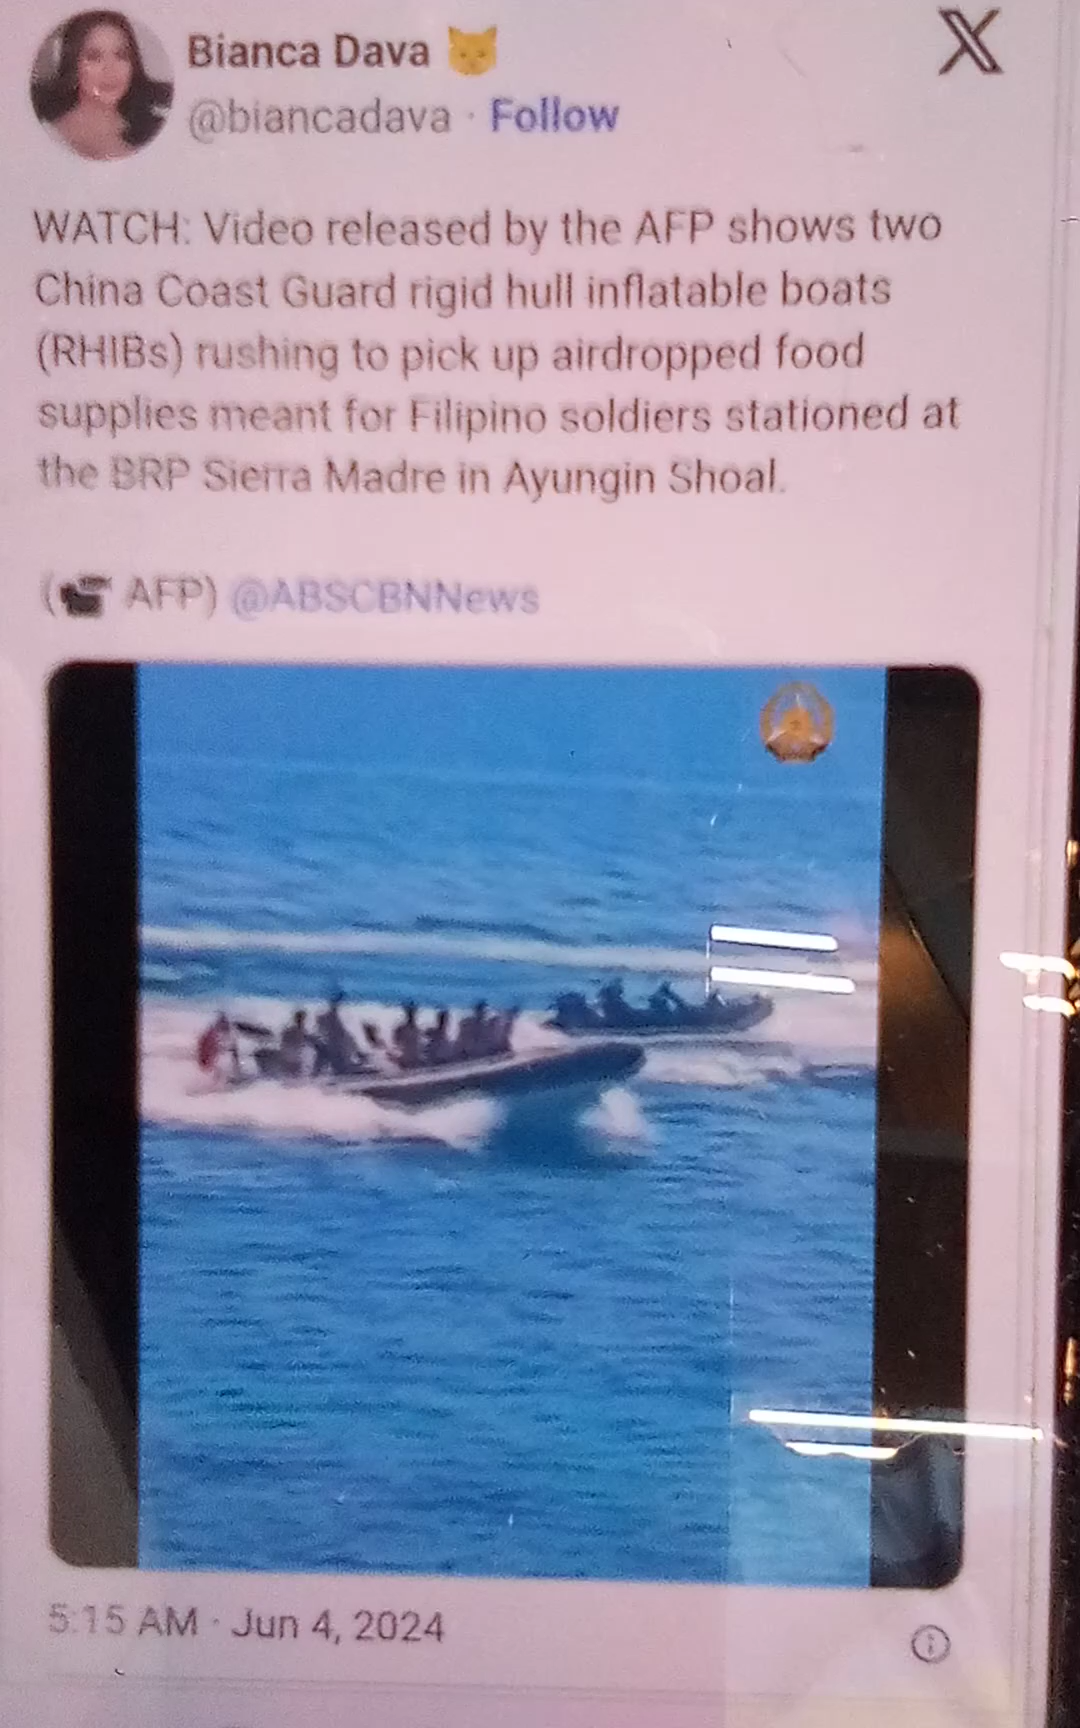 Bianca Dava 🐱
@biancadava · Follow
WATCH: Video released by the AFP shows two
China Coast Guard rigid hull inflatable boats
(RHIBs) rushing to pick up airdropped food
supplies meant for Filipino soldiers stationed at
the BRP Sierra Madre in Ayungin Shoal.
(📹 AFP) @ABSCBNNews
5:15 AM · Jun 4, 2024